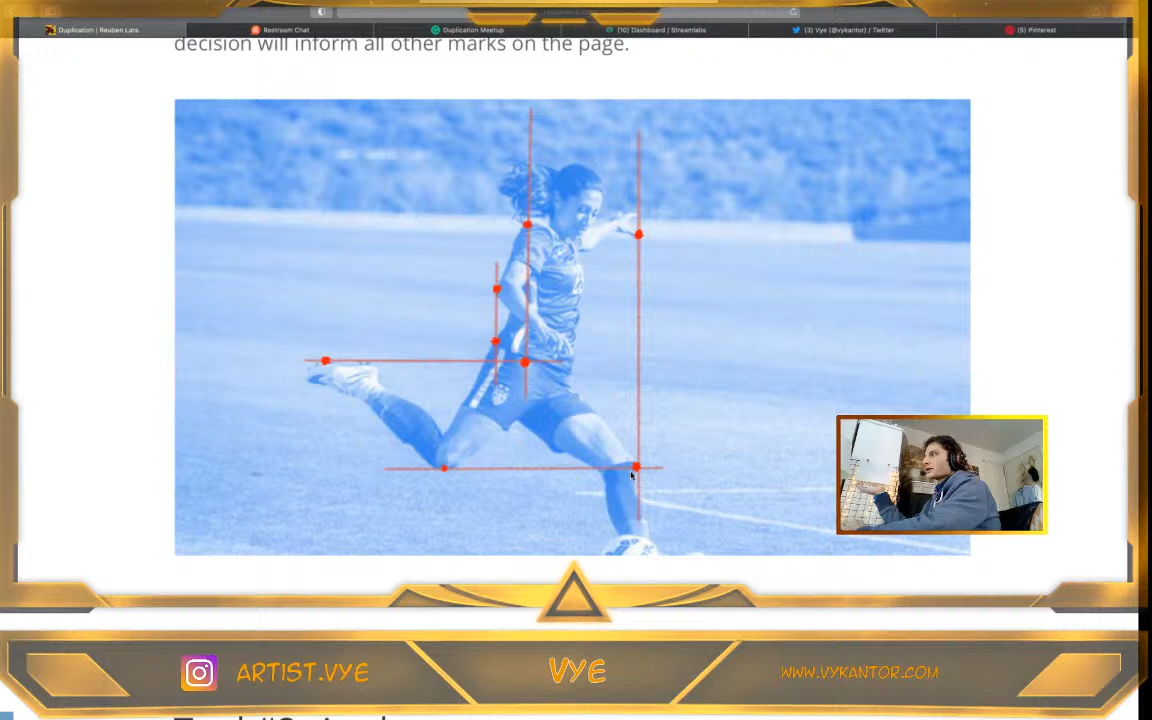 Duplication | Reuben Lara
Restream Chat
Duplication Meetup
(10) Dashboard / Streamlabs
(3) Vye (@vykantor) / Twitter
(5) Pinterest
decision will inform all other marks on the page.
ARTIST.VYE
VYE
WWW.VYKANTOR.COM